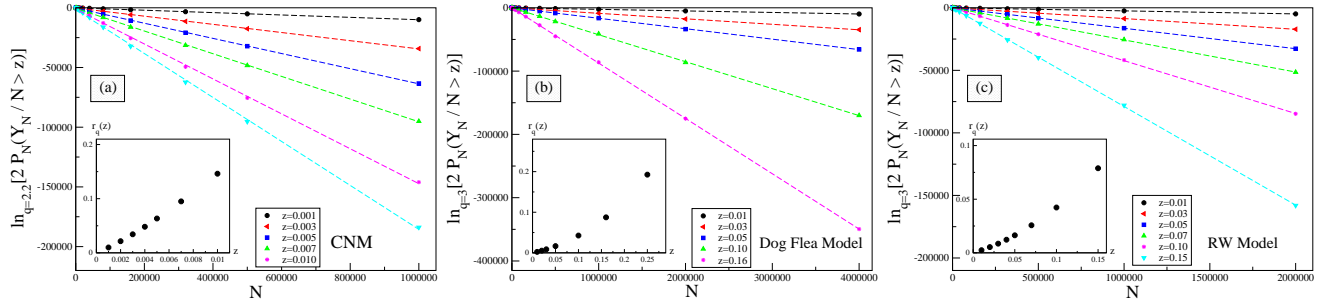 ln_{q=2.2}[2 P_N(Y_N / N > z)]
0
-50000
-100000
-150000
-200000
(a)
r_q(z)
0.2
0.1
0
0.002
0.004
0.006
0.008
0.01
z
z=0.001
z=0.003
z=0.005
z=0.007
z=0.010
CNM
0
200000
400000
600000
800000
1000000
N
ln_{q=3}[2 P_N(Y_N / N > z)]
0
-100000
-200000
-300000
-400000
(b)
r_q(z)
0.2
0.1
0
0
0.05
0.1
0.15
0.2
0.25
z
z=0.01
z=0.03
z=0.05
z=0.10
z=0.16
Dog Flea Model
0
1000000
2000000
3000000
4000000
N
ln_{q=3}[2 P_N(Y_N / N > z)]
0
-25000
-50000
-75000
-100000
-125000
-150000
-175000
-200000
(c)
r_q(z)
0.1
0.05
0
0
0.05
0.1
0.15
z
z=0.01
z=0.03
z=0.05
z=0.07
z=0.10
z=0.15
RW Model
0
500000
1000000
1500000
2000000
N